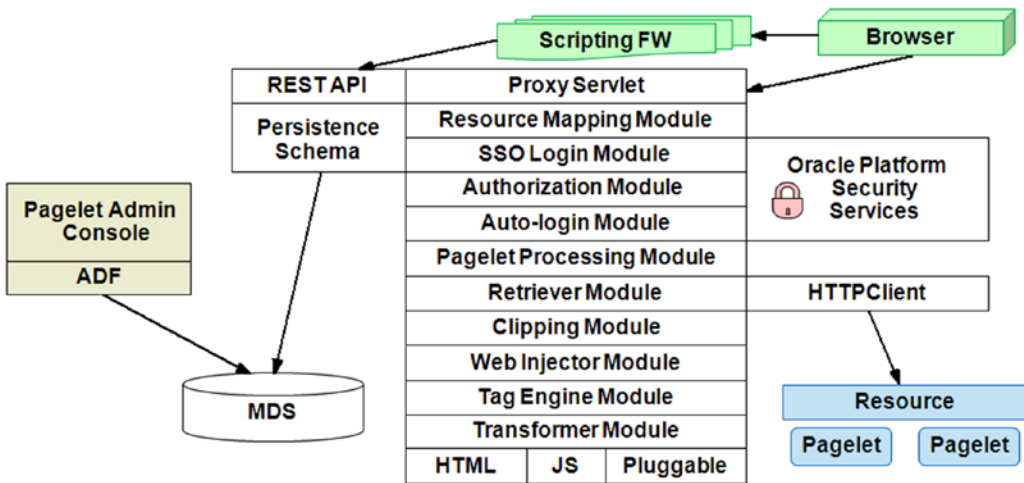 Scripting FW
Browser
REST API
Proxy Servlet
Persistence
Schema
Resource Mapping Module
SSO Login Module
Authorization Module
Auto-login Module
Pagelet Processing Module
Retriever Module
Clipping Module
Web Injector Module
Tag Engine Module
Transformer Module
HTML
JS
Pluggable
Oracle Platform
Security
Services
HTTPClient
Pagelet Admin
Console
ADF
MDS
Resource
Pagelet
Pagelet